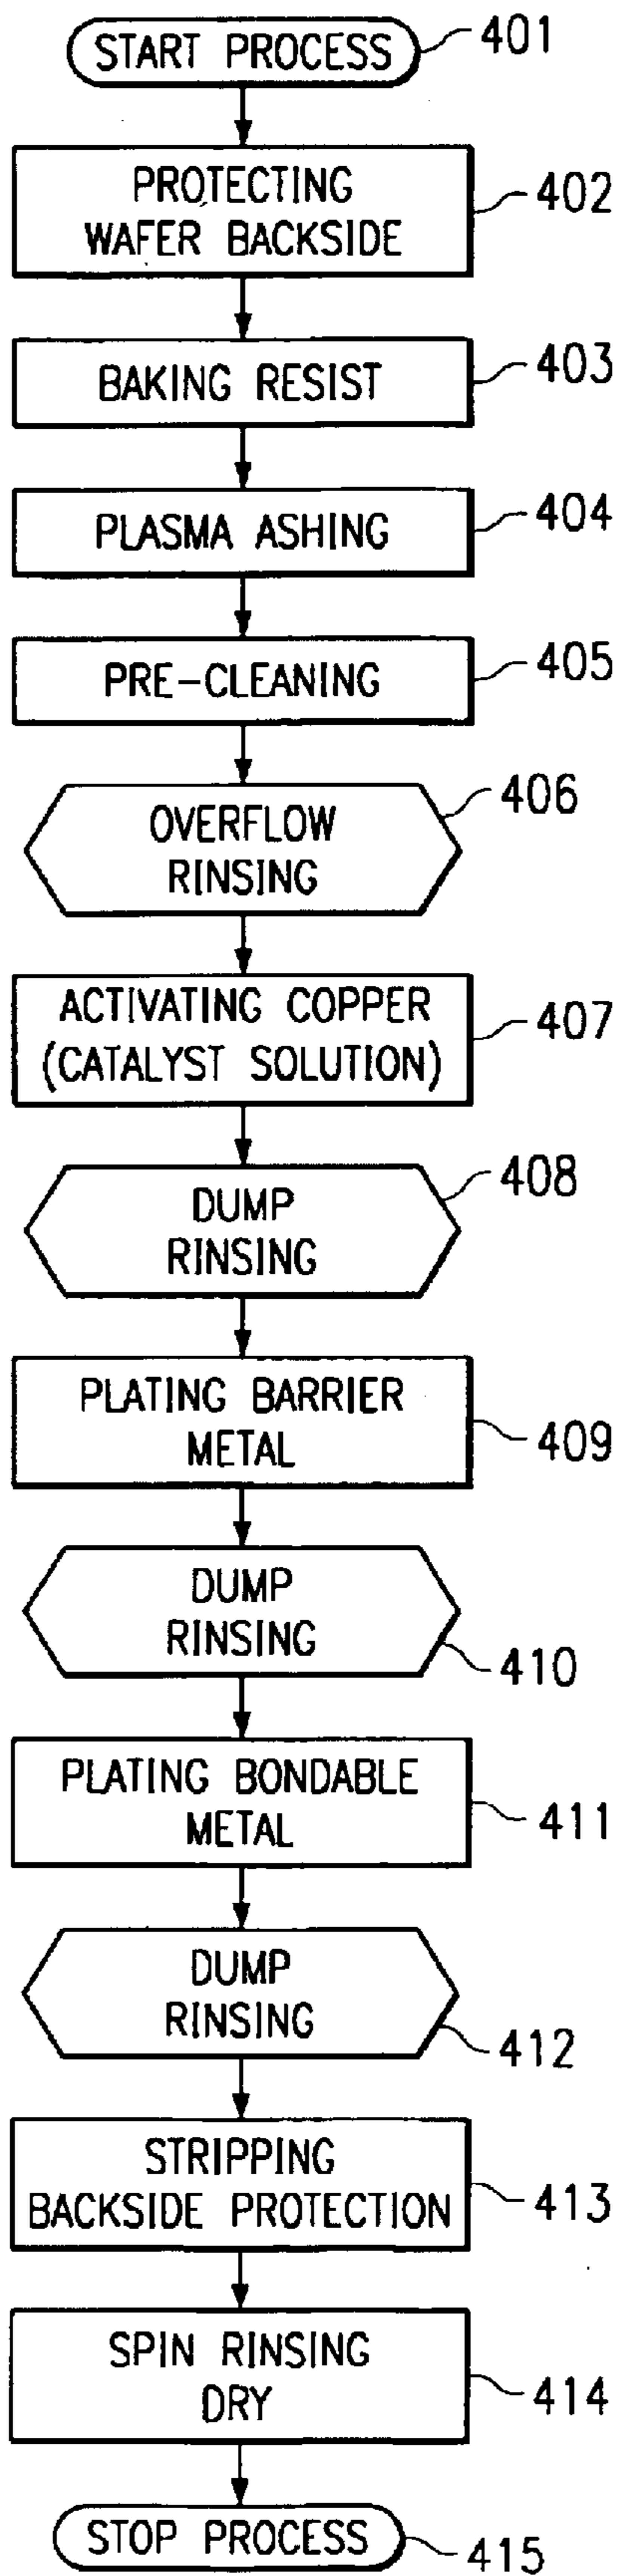 START PROCESS
401
PROTECTING
WAFER BACKSIDE
402
BAKING RESIST
403
PLASMA ASHING
404
PRE-CLEANING
405
OVERFLOW
RINSING
406
ACTIVATING COPPER
(CATALYST SOLUTION)
407
DUMP
RINSING
408
PLATING BARRIER
METAL
409
DUMP
RINSING
410
PLATING BONDABLE
METAL
411
DUMP
RINSING
412
STRIPPING
BACKSIDE PROTECTION
413
SPIN RINSING
DRY
414
STOP PROCESS
415